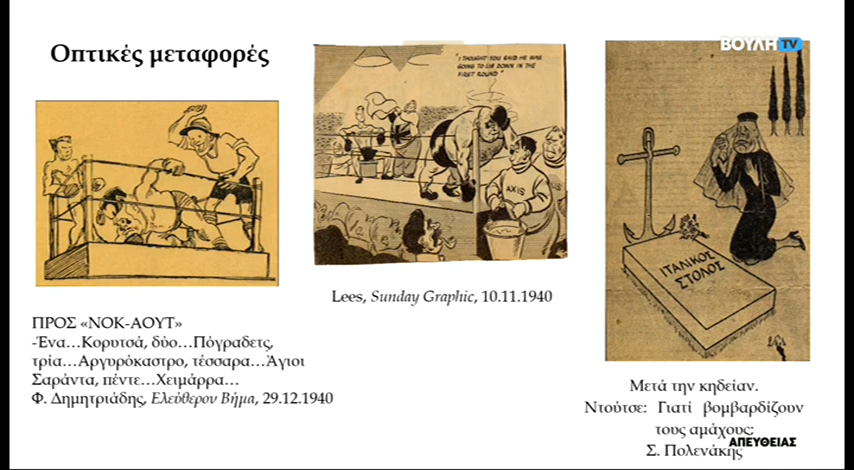 Οπτικές μεταφορές
ΒΟΥΛΗ TV
"I THOUGHT YOU SAID HE WAS
GOING TO LIE DOWN IN THE
FIRST ROUND"
AXIS
ΙΤΑΛΙΚΟΣ
ΣΤΟΛΟΣ
Lees, Sunday Graphic, 10.11.1940
ΠΡΟΣ «ΝΟΚ-ΑΟΥΤ»
-Ένα…Κορυτσά, δύο…Πόγραδετς,
τρία…Αργυρόκαστρο, τέσσαρα…Άγιοι
Σαράντα, πέντε…Χειμάρρα…
Φ. Δημητριάδης, Ελεύθερον Βήμα, 29.12.1940
Μετά την κηδείαν.
Ντούτσε: Γιατί βομβαρδίζουν
τους αμάχους;
Σ. Πολενάκης
ΑΠΕΥΘΕΙΑΣ